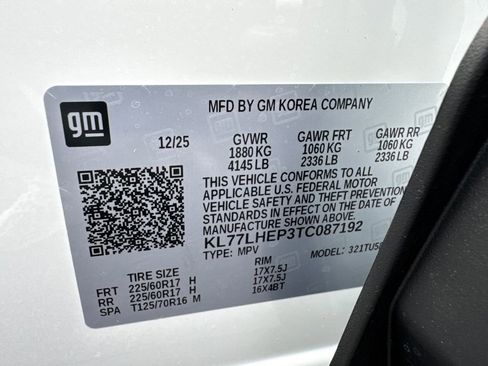 gm
MFD BY GM KOREA COMPANY
12/25 GVWR GAWR FRT GAWR RR
1880 KG 1060 KG 1060 KG
4145 LB 2336 LB 2336 LB
THIS VEHICLE CONFORMS TO ALL
APPLICABLE U.S. FEDERAL MOTOR
VEHICLE SAFETY AND THEFT PREVENTION
STANDARDS IN EFFECT ON THE DATE OF
MANUFACTURE SHOWN ABOVE.
KL77LHEP3TC087192
TYPE: MPV
TIRE SIZE RIM
FRT 225/60R17 H 17X7.5J
RR 225/60R17 H 17X7.5J
SPA T125/70R16 M 16X4BT